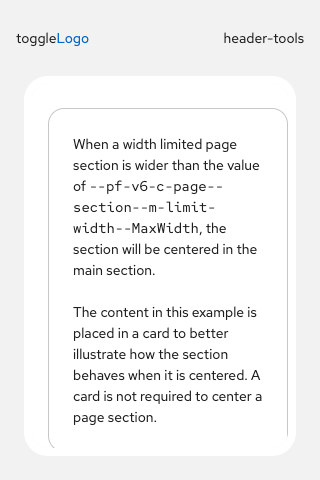 toggleLogo header-tools
When a width limited page
section is wider than the value
of --pf-v6-c-page--
section--m-limit-
width--MaxWidth, the
section will be centered in the
main section.
The content in this example is
placed in a card to better
illustrate how the section
behaves when it is centered. A
card is not required to center a
page section.